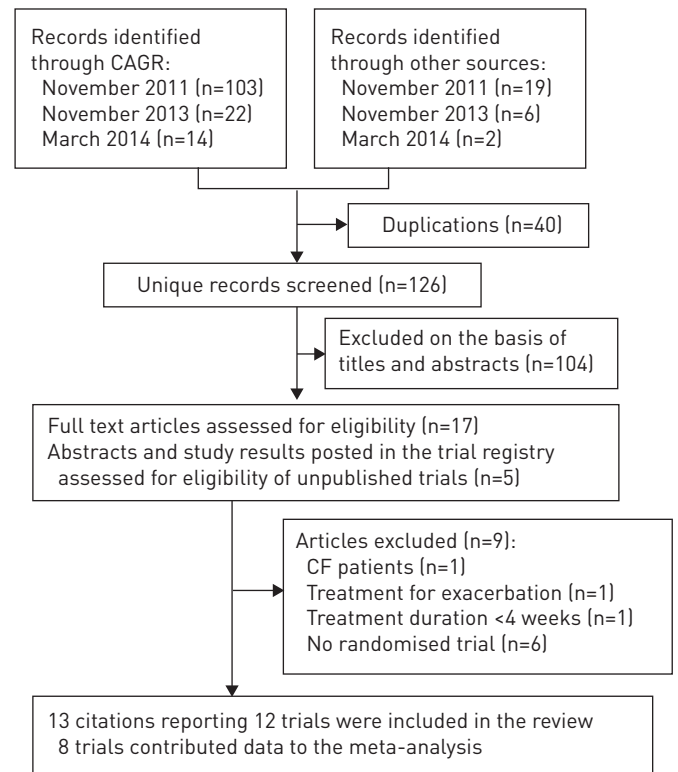 Records identified
through CAGR:
November 2011 (n=103)
November 2013 (n=22)
March 2014 (n=14)
Records identified
through other sources:
November 2011 (n=19)
November 2013 (n=6)
March 2014 (n=2)
Duplications (n=40)
Unique records screened (n=126)
Excluded on the basis of
titles and abstracts (n=104)
Full text articles assessed for eligibility (n=17)
Abstracts and study results posted in the trial registry
assessed for eligibility of unpublished trials (n=5)
Articles excluded (n=9):
CF patients (n=1)
Treatment for exacerbation (n=1)
Treatment duration <4 weeks (n=1)
No randomised trial (n=6)
13 citations reporting 12 trials were included in the review
8 trials contributed data to the meta-analysis